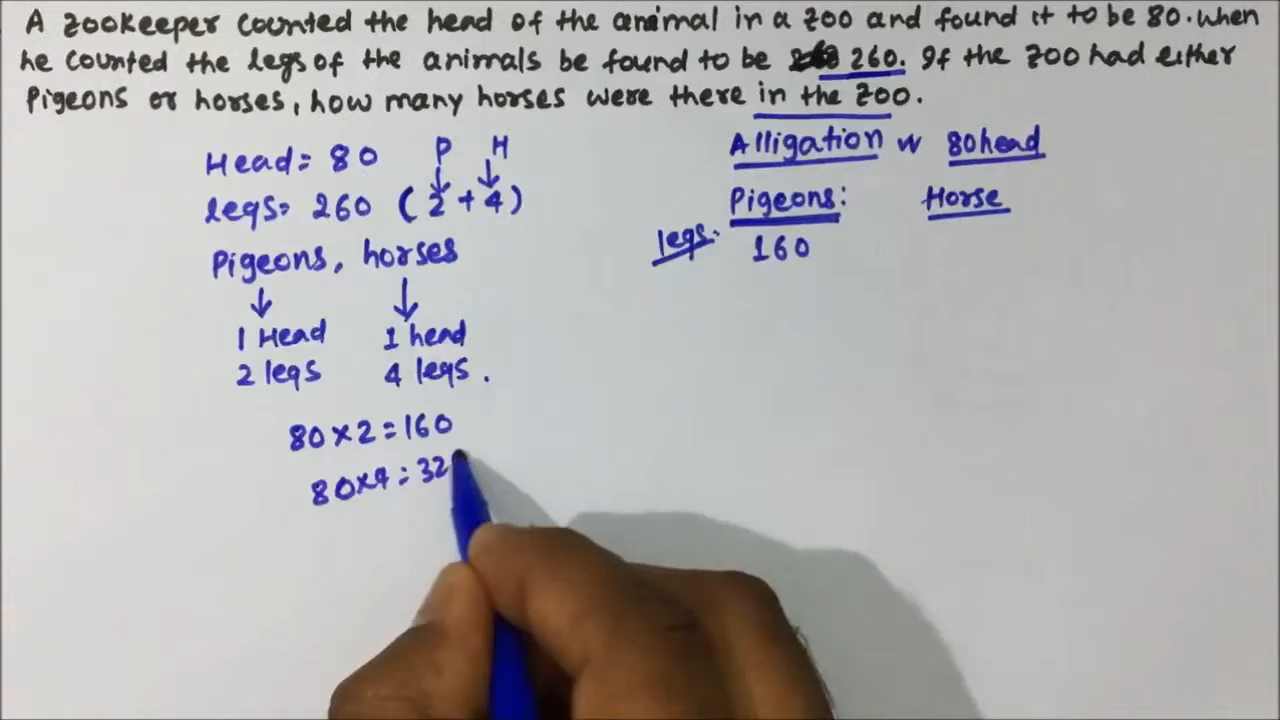 A zookeeper counted the head of the animal in a zoo and found it to be 80. When
he counted the legs of the animals be found to be 260. If the zoo had either
Pigeons or horses, how many horses were there in the zoo.
Head= 80 P H
legs= 260 (2+4)
Pigeons, horses
1 Head 1 head
2 legs 4 legs.
80×2=160
80×4=32
Alligation 80head
Pigeons: Horse
legs. 160